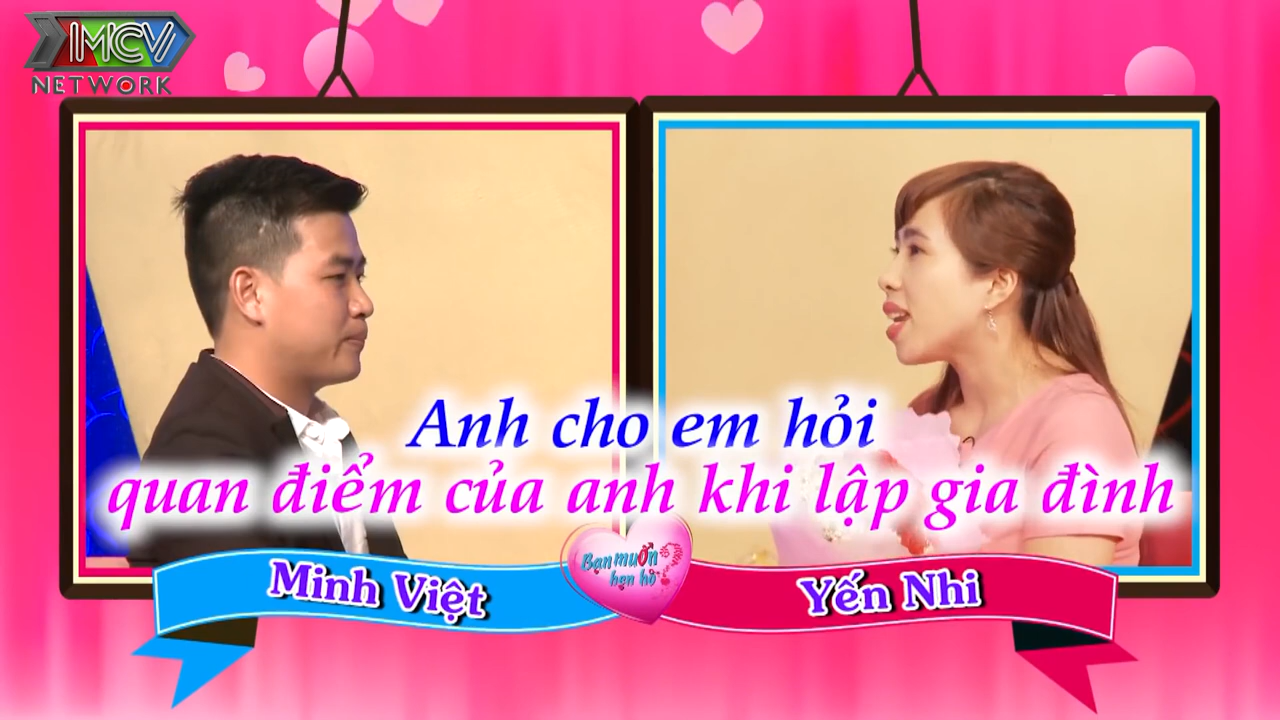 MCV
NETWORK
Anh cho em hỏi
quan điểm của anh khi lập gia đình
Bạn muốn
hẹn hò
Minh Việt
Yến Nhi